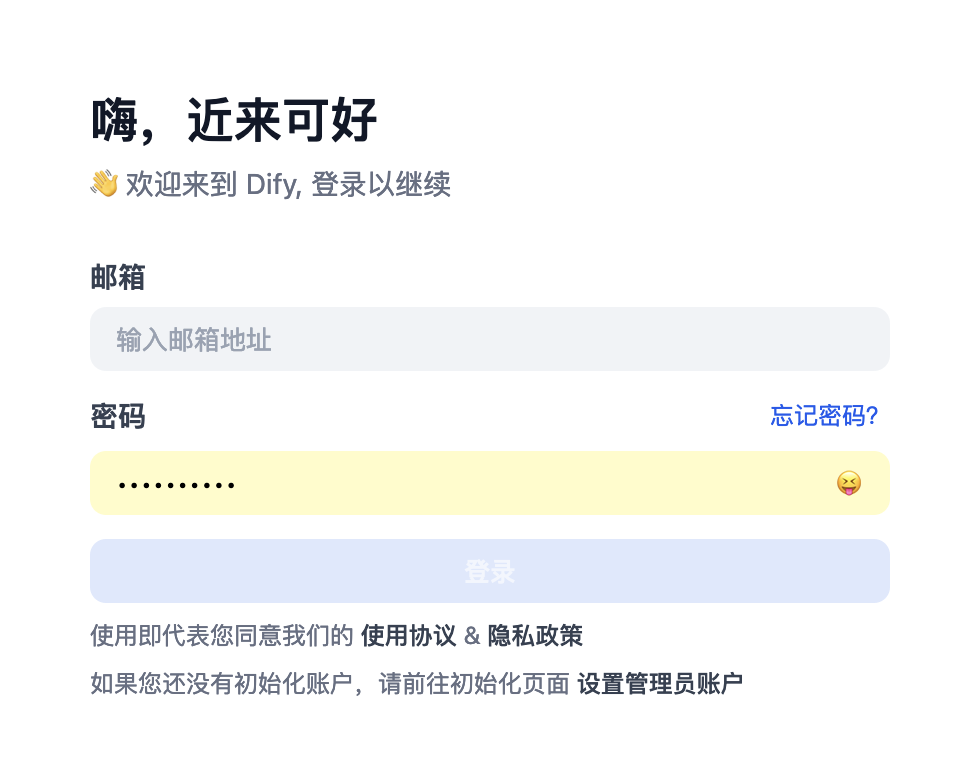 嗨，近来可好
👋 欢迎来到 Dify, 登录以继续
邮箱
输入邮箱地址
密码 忘记密码?
••••••••••
登录
使用即代表您同意我们的 使用协议 & 隐私政策
如果您还没有初始化账户，请前往初始化页面 设置管理员账户